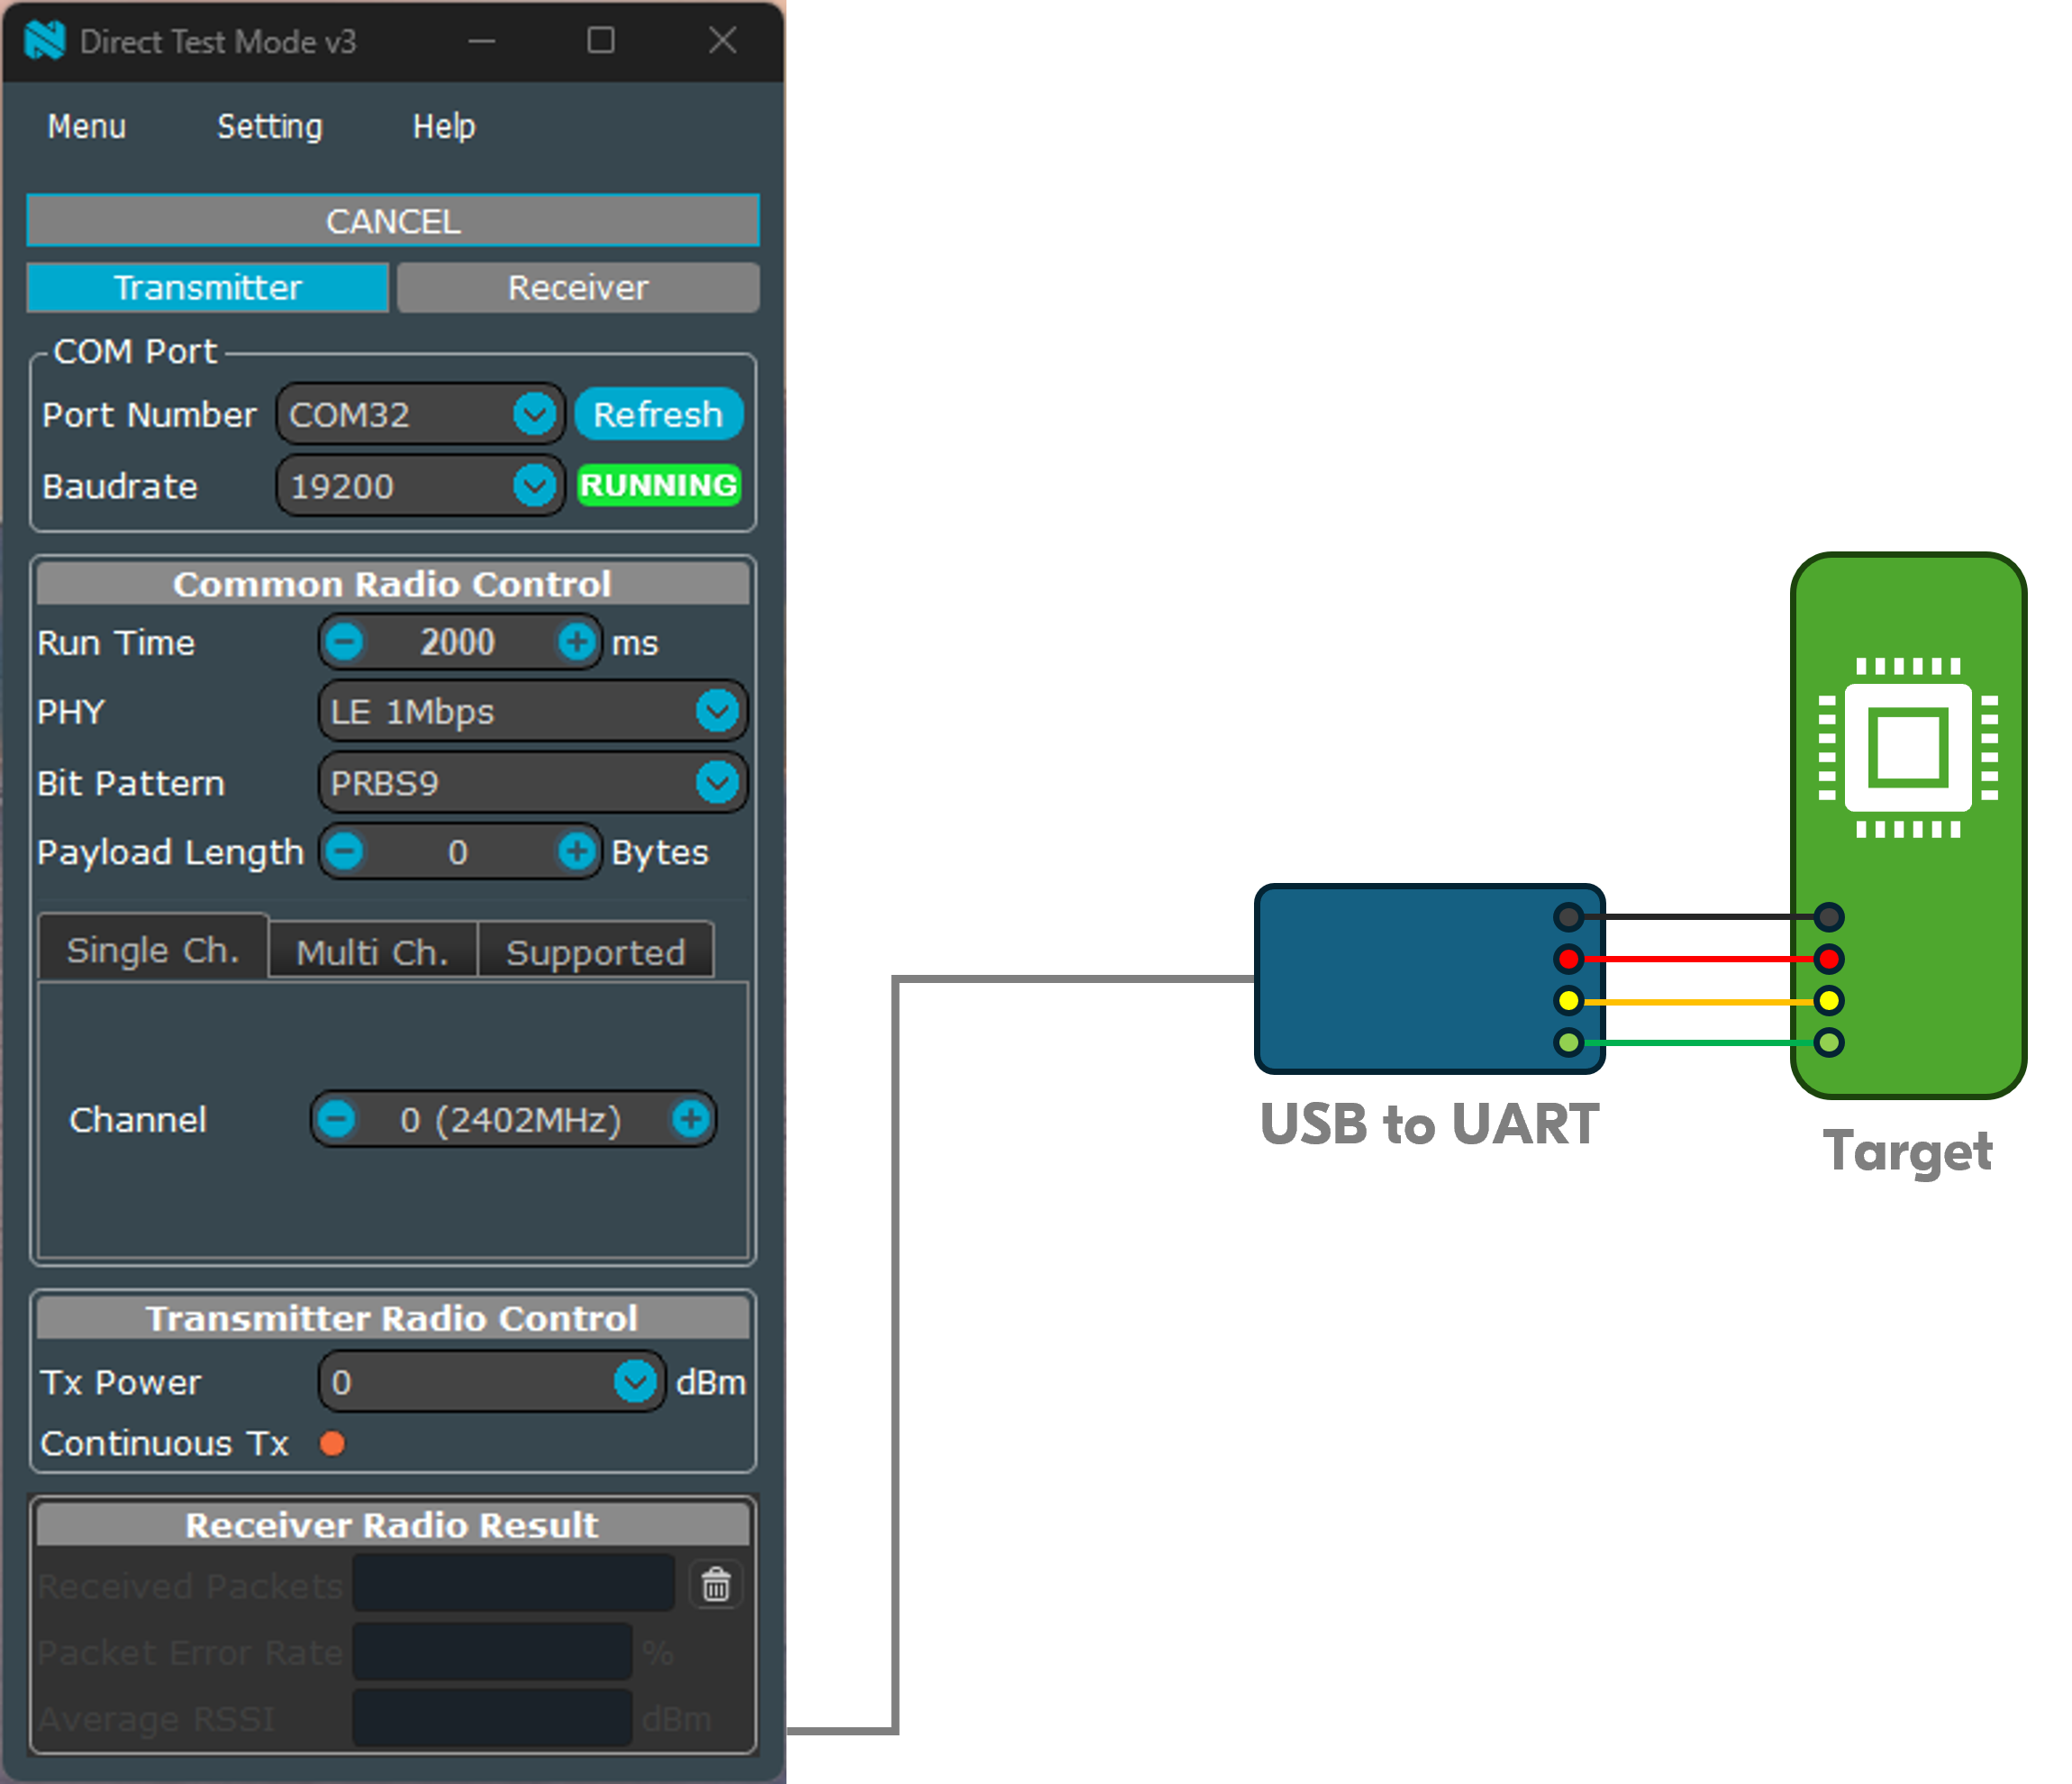 Direct Test Mode v3
Menu Setting Help
CANCEL
Transmitter Receiver
COM Port
Port Number COM32 Refresh
Baudrate 19200 RUNNING
Common Radio Control
Run Time 2000 ms
PHY LE 1Mbps
Bit Pattern PRBS9
Payload Length 0 Bytes
Single Ch. Multi Ch. Supported
Channel 0 (2402MHz)
Transmitter Radio Control
Tx Power 0 dBm
Continuous Tx
Receiver Radio Result
Received Packets
Packet Error Rate %
Average RSSI dBm
USB to UART
Target